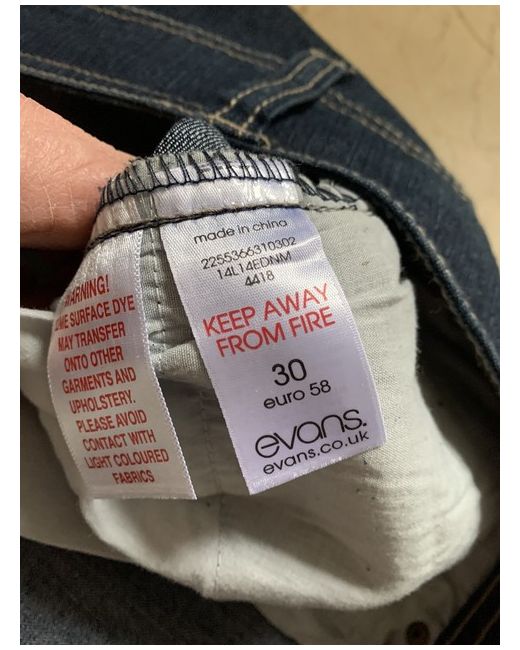 WARNING!
SOME SURFACE DYE
MAY TRANSFER
ONTO OTHER
GARMENTS AND
UPHOLSTERY.
PLEASE AVOID
CONTACT WITH
LIGHT COLOURED
FABRICS
made in china
2255366310302
14L14EDNM
4418
KEEP AWAY
FROM FIRE
30
euro 58
evans.
evans.co.uk